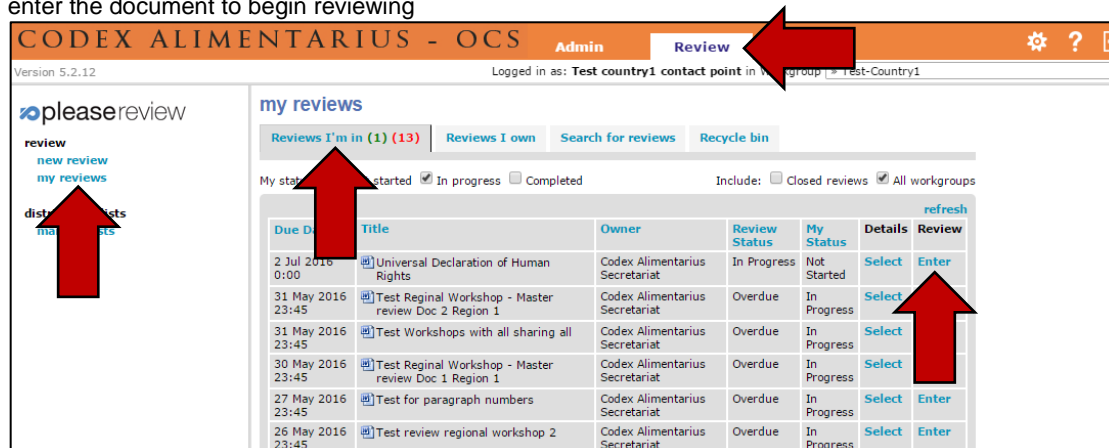 enter the document to begin reviewing
CODEX ALIMENTARIUS - OCS Admin Review ?
Version 5.2.12 Logged in as: Test country1 contact point in Test-Country1
pleasereview
my reviews
Reviews I'm in (1) (13) Reviews I own Search for reviews Recycle bin
review
new review
my reviews
My started In progress Completed Include: Closed reviews All workgroups
refresh
Due Title Owner Review Status My Status Details Review
2 Jul 2016 0:00 Universal Declaration of Human Rights Codex Alimentarius Secretariat In Progress Not Started Select Enter
31 May 2016 23:45 Test Reginal Workshop - Master review Doc 2 Region 1 Codex Alimentarius Secretariat Overdue In Progress Select
31 May 2016 23:45 Test Workshops with all sharing all Codex Alimentarius Secretariat Overdue In Progress Select
30 May 2016 23:45 Test Reginal Workshop - Master review Doc 1 Region 1 Codex Alimentarius Secretariat Overdue In Progress Select
27 May 2016 23:45 Test for paragraph numbers Codex Alimentarius Secretariat Overdue In Progress Select Enter
26 May 2016 23:45 Test review regional workshop 2 Codex Alimentarius Secretariat Overdue In Progress Select Enter